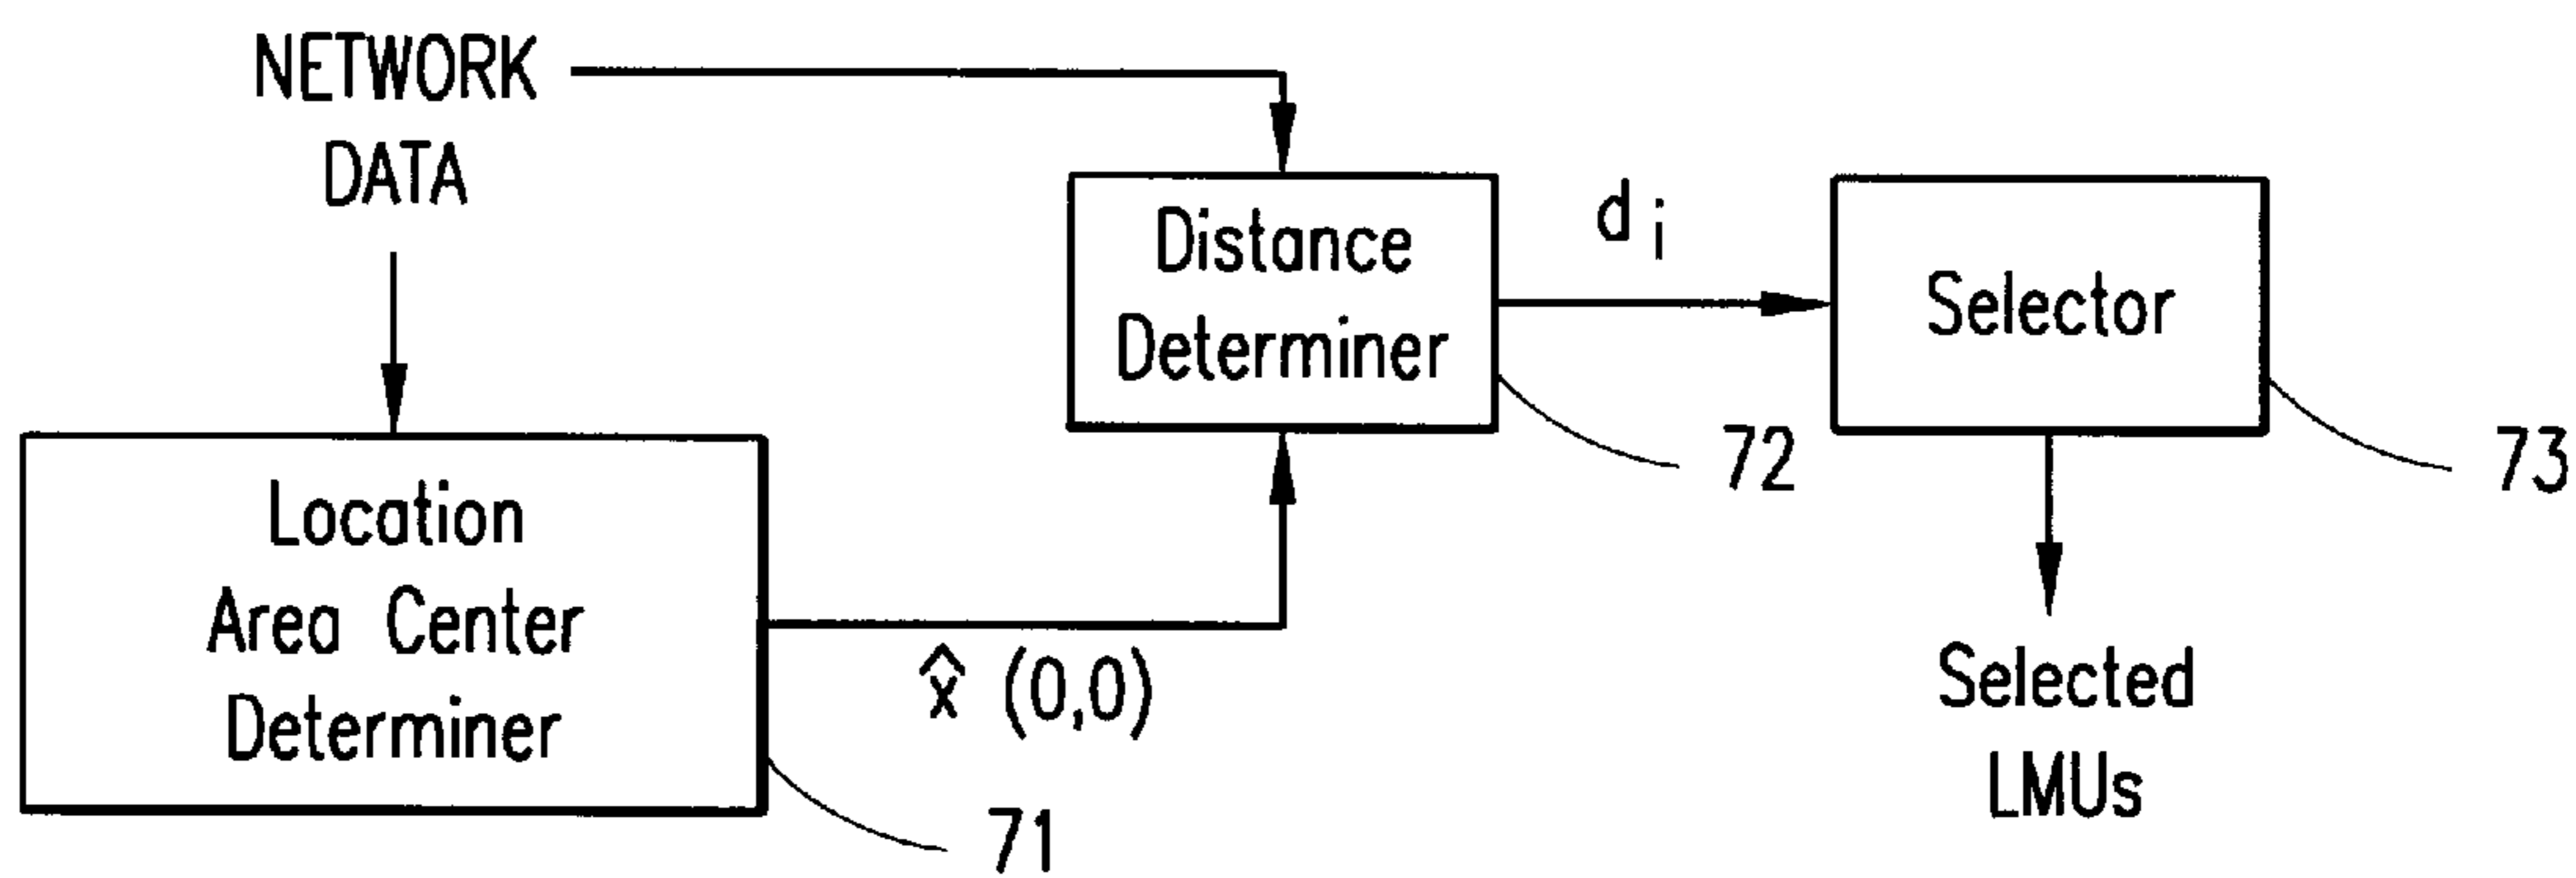 NETWORK
DATA
Distance
Determiner
d i
Selector
72
73
Location
Area Center
Determiner
x̂ (0,0)
71
Selected
LMUs